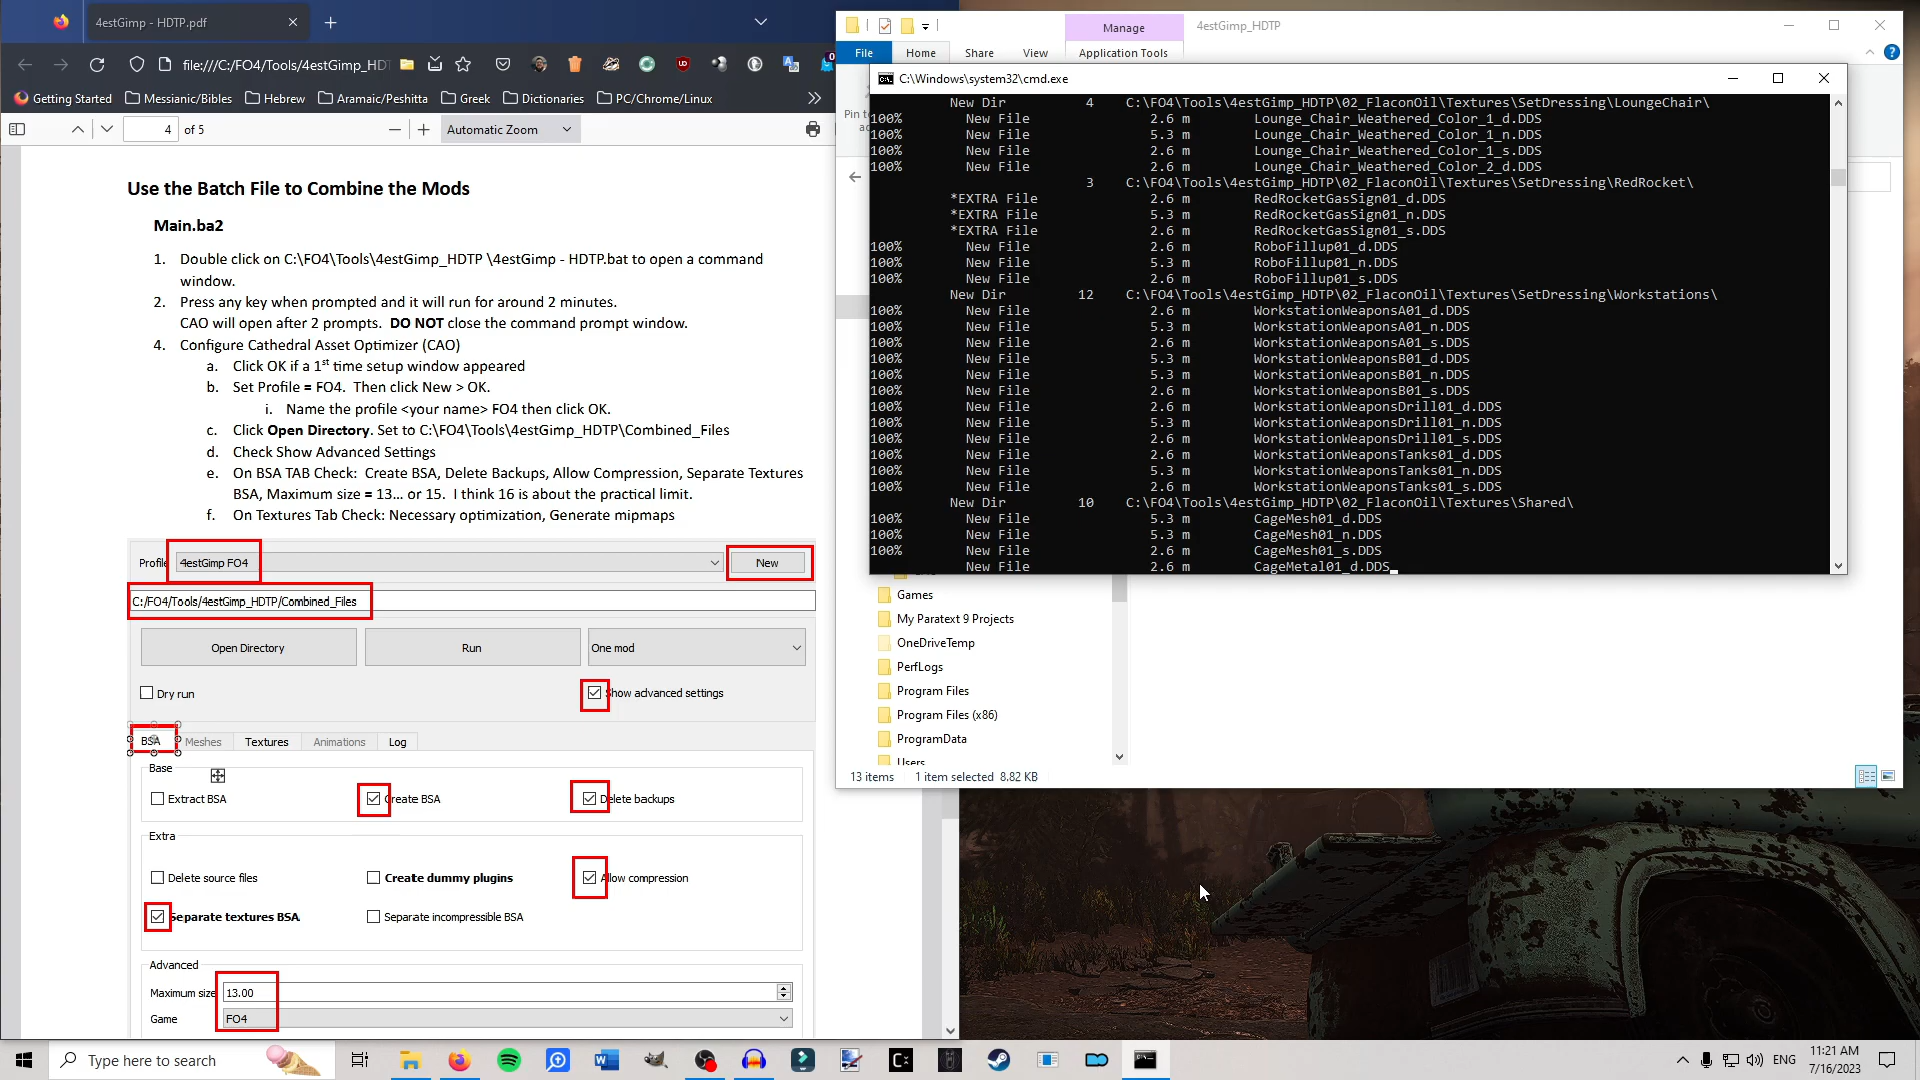 4estGimp - HDTP.pdf
file:///C:/FO4/Tools/4estGimp_HDT
Getting Started
Messianic/Bibles
Hebrew
Aramaic/Peshitta
Greek
Dictionaries
PC/Chrome/Linux
4
of 5
Automatic Zoom
Use the Batch File to Combine the Mods
Main.ba2
1. Double click on C:\FO4\Tools\4estGimp_HDTP \4estGimp - HDTP.bat to open a command
window.
2. Press any key when prompted and it will run for around 2 minutes.
CAO will open after 2 prompts. DO NOT close the command prompt window.
4. Configure Cathedral Asset Optimizer (CAO)
a. Click OK if a 1st time setup window appeared
b. Set Profile = FO4. Then click New > OK.
i. Name the profile <your name> FO4 then click OK.
c. Click Open Directory. Set to C:\FO4\Tools\4estGimp_HDTP\Combined_Files
d. Check Show Advanced Settings
e. On BSA TAB Check: Create BSA, Delete Backups, Allow Compression, Separate Textures
BSA, Maximum size = 13... or 15. I think 16 is about the practical limit.
f. On Textures Tab Check: Necessary optimization, Generate mipmaps
Profile 4estGimp FO4 New
C:/FO4/Tools/4estGimp_HDTP/Combined_Files
Open Directory Run One mod
Dry run Show advanced settings
BSA Meshes Textures Animations Log
Base
Extract BSA Create BSA Delete backups
Extra
Delete source files Create dummy plugins Allow compression
Separate textures BSA Separate incompressible BSA
Advanced
Maximum size 13.00
Game FO4
Manage
4estGimp_HDTP
File Home Share View Application Tools
Pin to
C:\Windows\system32\cmd.exe
New Dir 4 C:\FO4\Tools\4estGimp_HDTP\02_FlaconOil\Textures\SetDressing\LoungeChair\
100% New File 2.6 m Lounge_Chair_Weathered_Color_1_d.DDS
100% New File 5.3 m Lounge_Chair_Weathered_Color_1_n.DDS
100% New File 2.6 m Lounge_Chair_Weathered_Color_1_s.DDS
100% New File 2.6 m Lounge_Chair_Weathered_Color_2_d.DDS
3 C:\FO4\Tools\4estGimp_HDTP\02_FlaconOil\Textures\SetDressing\RedRocket\
*EXTRA File 2.6 m RedRocketGasSign01_d.DDS
*EXTRA File 5.3 m RedRocketGasSign01_n.DDS
*EXTRA File 2.6 m RedRocketGasSign01_s.DDS
100% New File 2.6 m RoboFillup01_d.DDS
100% New File 5.3 m RoboFillup01_n.DDS
100% New File 2.6 m RoboFillup01_s.DDS
New Dir 12 C:\FO4\Tools\4estGimp_HDTP\02_FlaconOil\Textures\SetDressing\Workstations\
100% New File 2.6 m WorkstationWeaponsA01_d.DDS
100% New File 5.3 m WorkstationWeaponsA01_n.DDS
100% New File 2.6 m WorkstationWeaponsA01_s.DDS
100% New File 5.3 m WorkstationWeaponsB01_d.DDS
100% New File 5.3 m WorkstationWeaponsB01_n.DDS
100% New File 2.6 m WorkstationWeaponsB01_s.DDS
100% New File 2.6 m WorkstationWeaponsDrill01_d.DDS
100% New File 5.3 m WorkstationWeaponsDrill01_n.DDS
100% New File 2.6 m WorkstationWeaponsDrill01_s.DDS
100% New File 2.6 m WorkstationWeaponsTanks01_d.DDS
100% New File 5.3 m WorkstationWeaponsTanks01_n.DDS
100% New File 2.6 m WorkstationWeaponsTanks01_s.DDS
New Dir 10 C:\FO4\Tools\4estGimp_HDTP\02_FlaconOil\Textures\Shared\
100% New File 5.3 m CageMesh01_d.DDS
100% New File 5.3 m CageMesh01_n.DDS
100% New File 2.6 m CageMesh01_s.DDS
New File 2.6 m CageMetal01_d.DDS
Games
My Paratext 9 Projects
OneDriveTemp
PerfLogs
Program Files
Program Files (x86)
ProgramData
Users
13 items 1 item selected 8.82 KB
Type here to search
ENG
11:21 AM
7/16/2023